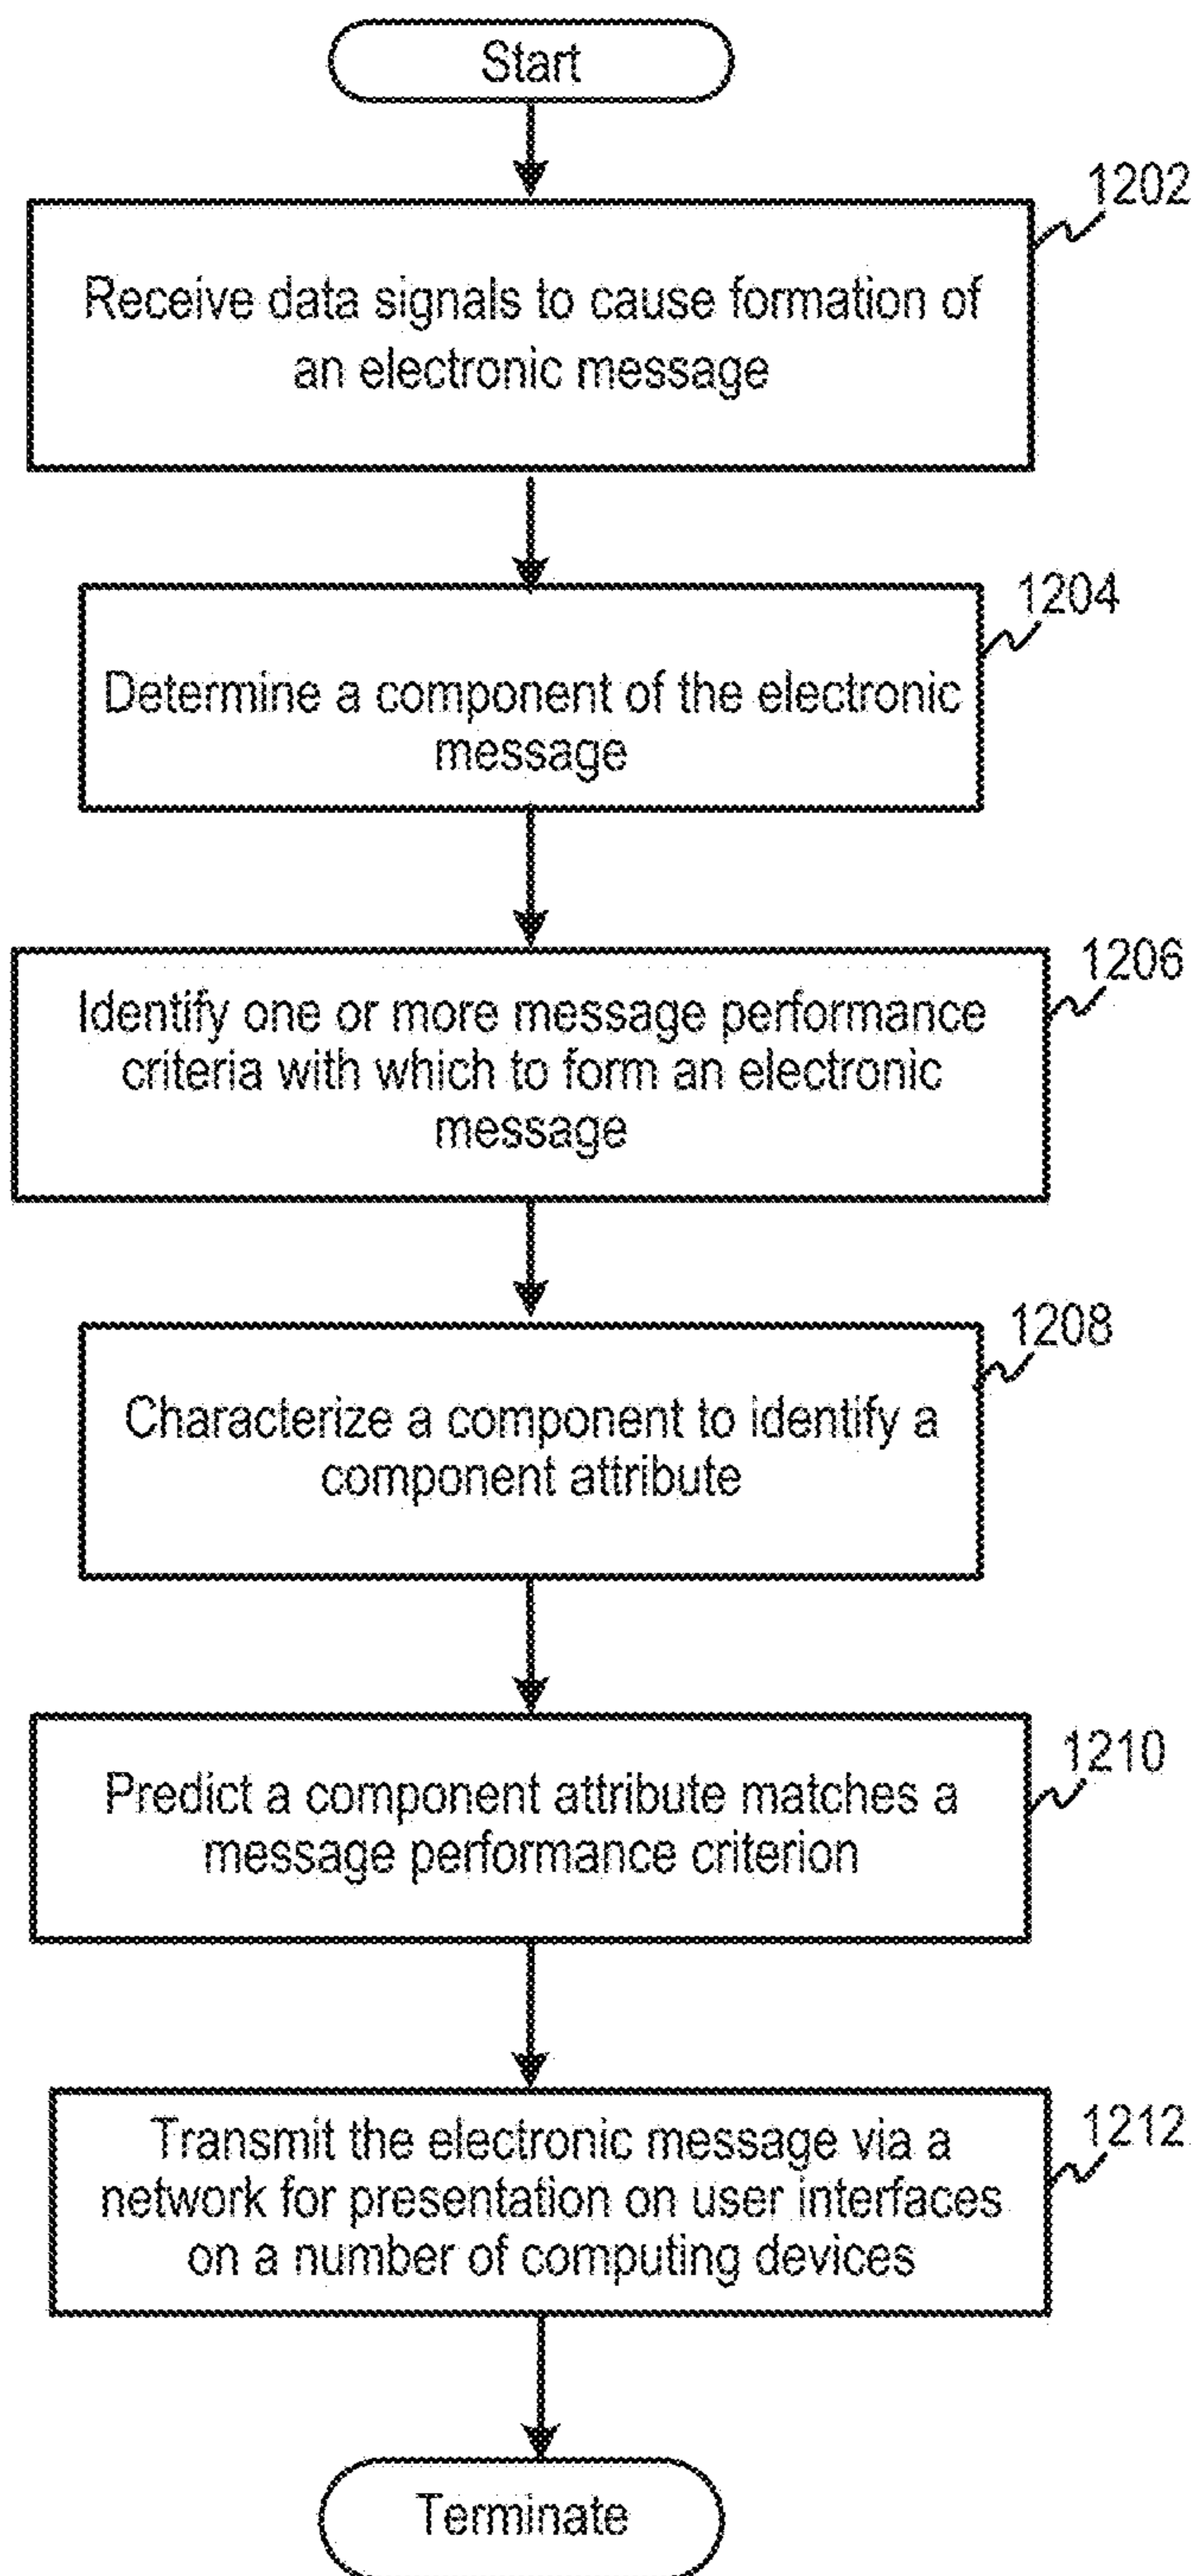 Start
1202
Receive data signals to cause formation of
an electronic message
1204
Determine a component of the electronic
message
1206
Identify one or more message performance
criteria with which to form an electronic
message
1208
Characterize a component to identify a
component attribute
1210
Predict a component attribute matches a
message performance criterion
1212
Transmit the electronic message via a
network for presentation on user interfaces
on a number of computing devices
Terminate